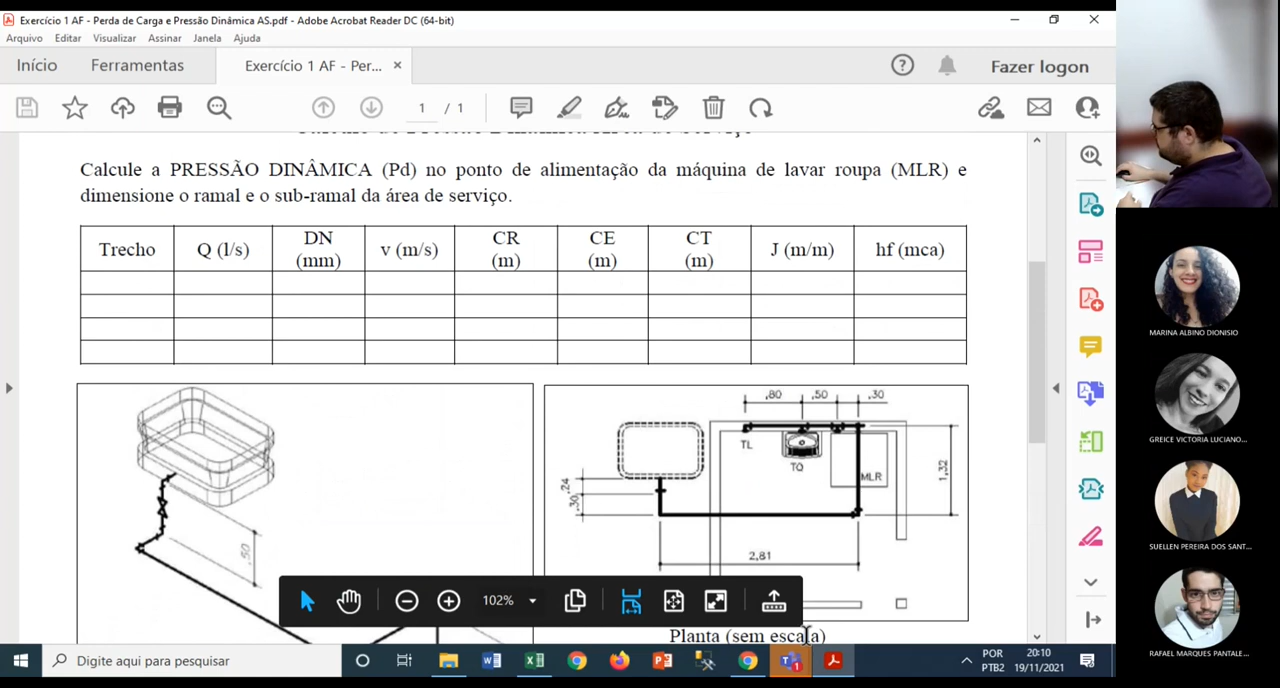 Exercício 1 AF - Perda de Carga e Pressão Dinâmica AS.pdf - Adobe Acrobat Reader DC (64-bit)
Arquivo Editar Visualizar Assinar Janela Ajuda
Início Ferramentas Exercício 1 AF - Per... × Fazer logon
1 / 1
Calcule a PRESSÃO DINÂMICA (Pd) no ponto de alimentação da máquina de lavar roupa (MLR) e
dimensione o ramal e o sub-ramal da área de serviço.
Trecho Q (l/s) DN (mm) v (m/s) CR (m) CE (m) CT (m) J (m/m) hf (mca)
,50
,80 ,50 ,30
TL
TQ
MLR
1,32
,24
,30
2,81
102%
Planta (sem escala)
MARINA ALBINO DIONISIO
GREICE VICTORIA LUCIANO...
SUELLEN PEREIRA DOS SANT...
RAFAEL MARQUES PANTALE...
Digite aqui para pesquisar
POR
PTB2
20:10
19/11/2021